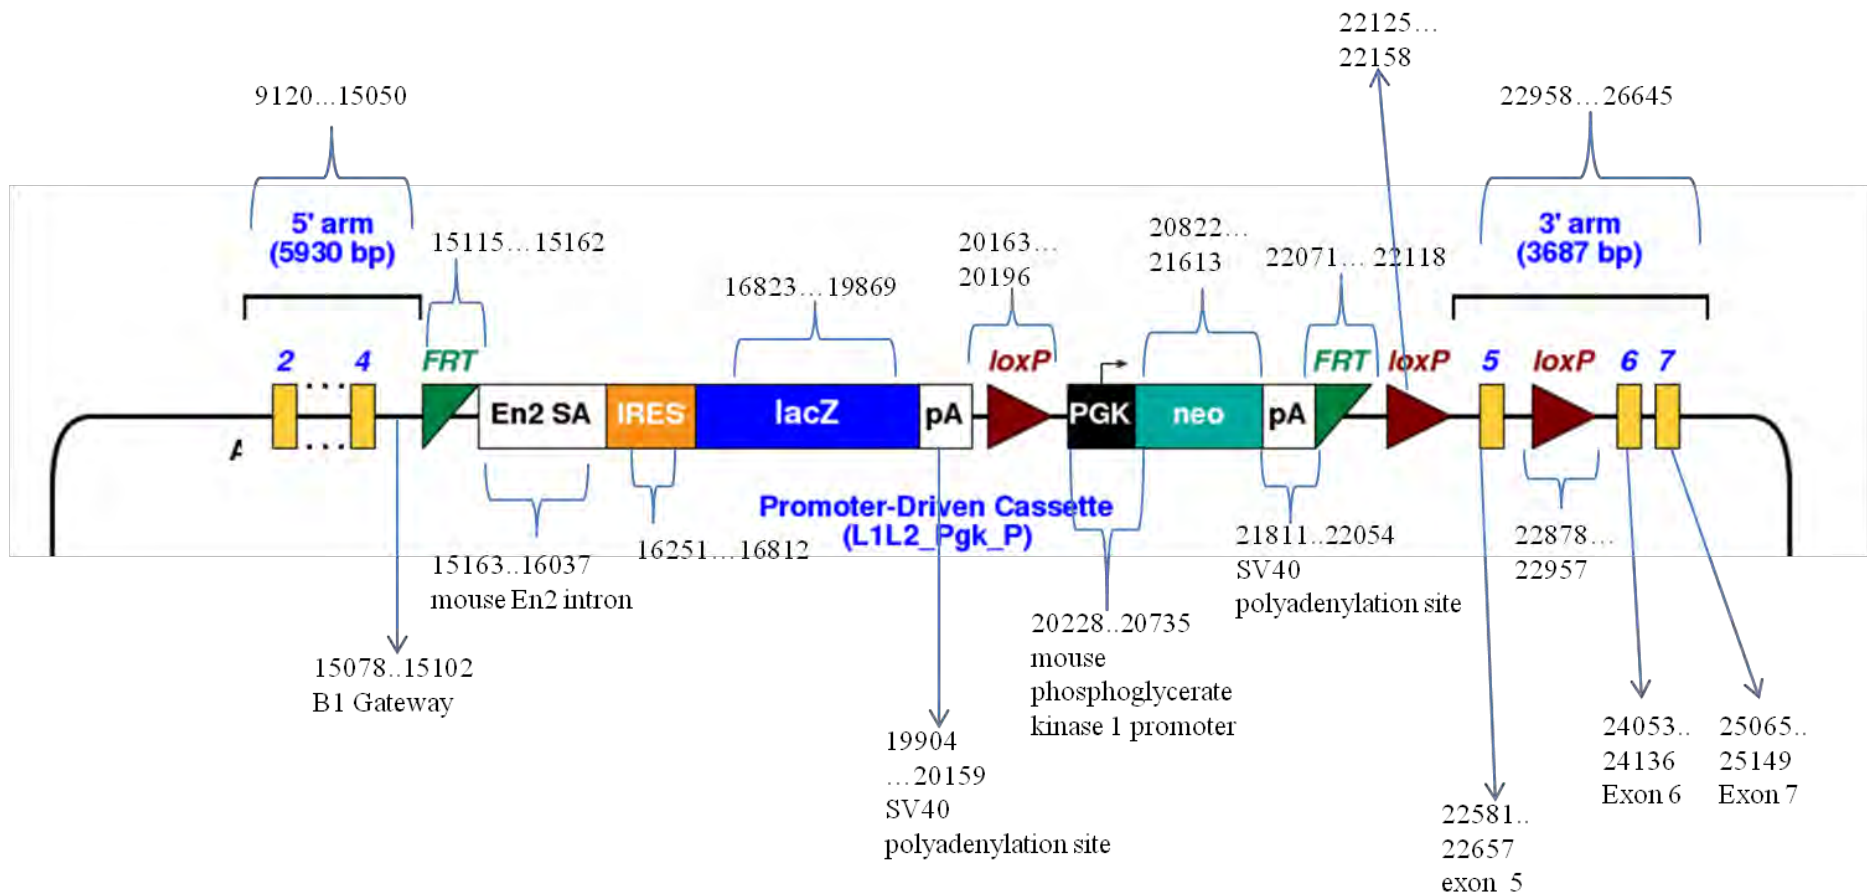 22125...
22158
9120...15050
22958...26645
5' arm
(5930 bp)
15115...15162
16823...19869
20163...
20196
20822...
21613
22071... 22118
3' arm
(3687 bp)
2 4 FRT loxP FRT loxP 5 loxP 6 7
... 
En2 SA IRES lacZ pA PGK neo pA
...
A
Promoter-Driven Cassette
(L1L2_Pgk_P)
15163..16037
mouse En2 intron
16251...16812
21811..22054
SV40
polyadenylation site
22878...
22957
15078..15102
B1 Gateway
20228..20735
mouse
phosphoglycerate
kinase 1 promoter
19904
...20159
SV40
polyadenylation site
24053..
24136
Exon 6
25065..
25149
Exon 7
22581..
22657
exon 5